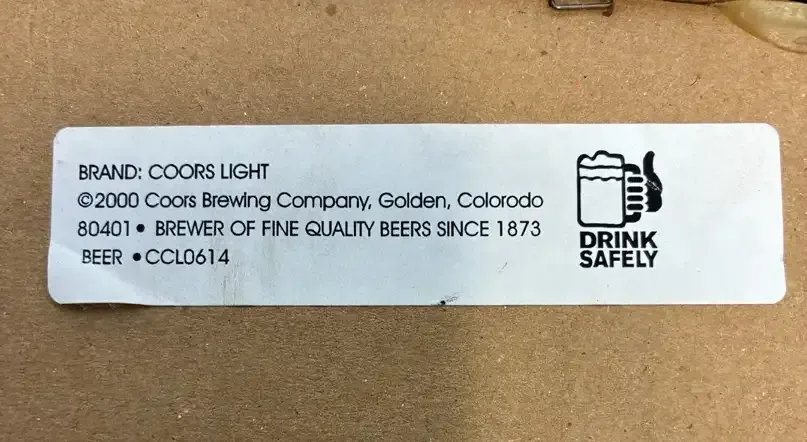 BRAND: COORS LIGHT
©2000 Coors Brewing Company, Golden, Colorodo
80401• BREWER OF FINE QUALITY BEERS SINCE 1873
BEER •CCL0614
DRINK
SAFELY